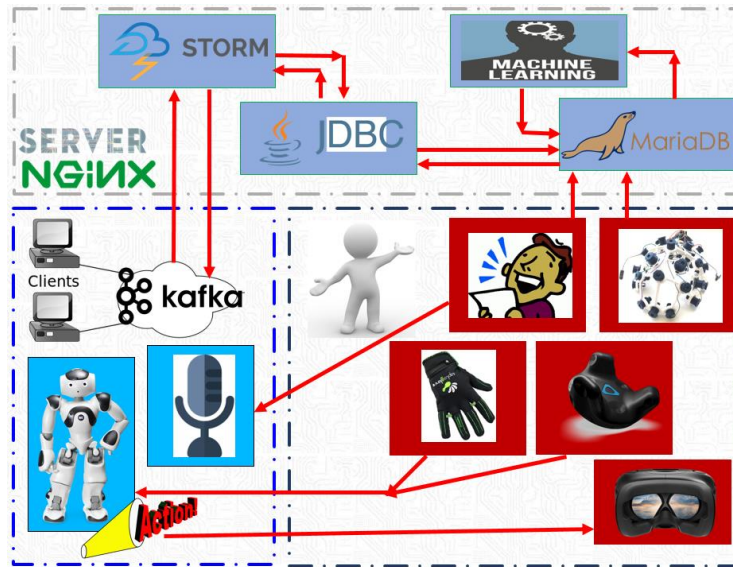 STORM
MACHINE
LEARNING
JDBC
MariaDB
SERVER
NGiNX
Clients
kafka
Action!